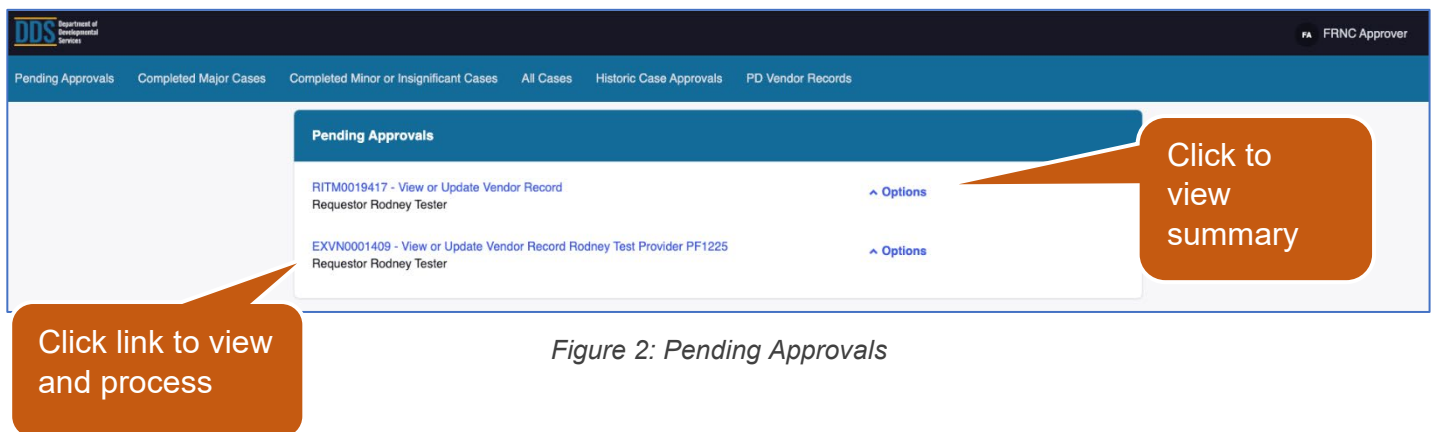 DDS Department of
Developmental
Services
FA FRNC Approver
Pending Approvals Completed Major Cases Completed Minor or Insignificant Cases All Cases Historic Case Approvals PD Vendor Records
Pending Approvals
RITM0019417 - View or Update Vendor Record
Requestor Rodney Tester
Options
EXVN0001409 - View or Update Vendor Record Rodney Test Provider PF1225
Requestor Rodney Tester
Options
Click to
view
summary
Click link to view
and process
Figure 2: Pending Approvals